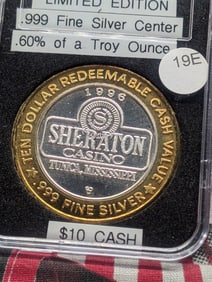 LIMITED EDITION
.999 Fine Silver Center
.60% of a Troy Ounce
19E
TEN DOLLAR REDEEMABLE CASH VALUE
1996
S
SHERATON
CASINO
TUNICA, MISSISSIPPI
.999 FINE SILVER
$10 CASH